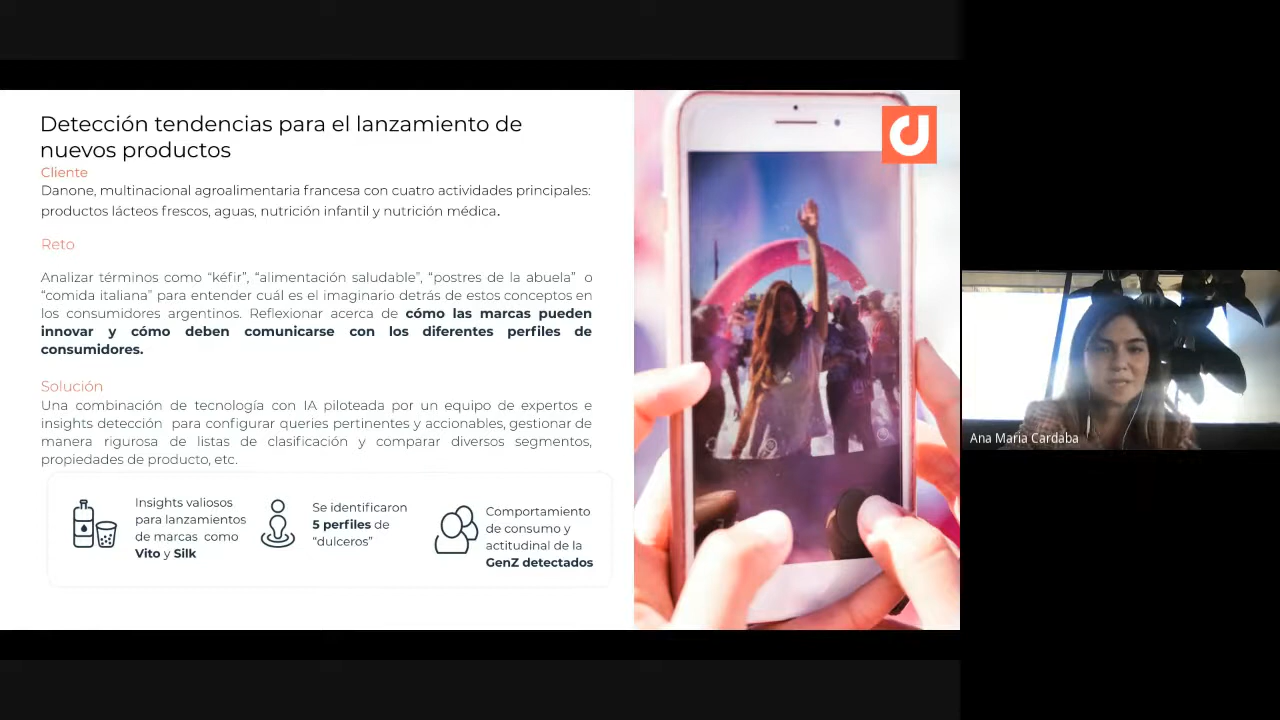 Detección tendencias para el lanzamiento de
nuevos productos
Cliente
Danone, multinacional agroalimentaria francesa con cuatro actividades principales:
productos lácteos frescos, aguas, nutrición infantil y nutrición médica.
Reto
Analizar términos como “kéfir”, “alimentación saludable”, “postres de la abuela” o
“comida italiana” para entender cuál es el imaginario detrás de estos conceptos en
los consumidores argentinos. Reflexionar acerca de cómo las marcas pueden
innovar y cómo deben comunicarse con los diferentes perfiles de
consumidores.
Solución
Una combinación de tecnología con IA piloteada por un equipo de expertos e
insights detección para configurar queries pertinentes y accionables, gestionar de
manera rigurosa de listas de clasificación y comparar diversos segmentos,
propiedades de producto, etc.
Insights valiosos
para lanzamientos
de marcas como
Vito y Silk
Se identificaron
5 perfiles de
“dulceros”
Comportamiento
de consumo y
actitudinal de la
GenZ detectados
Ana Maria Cardaba